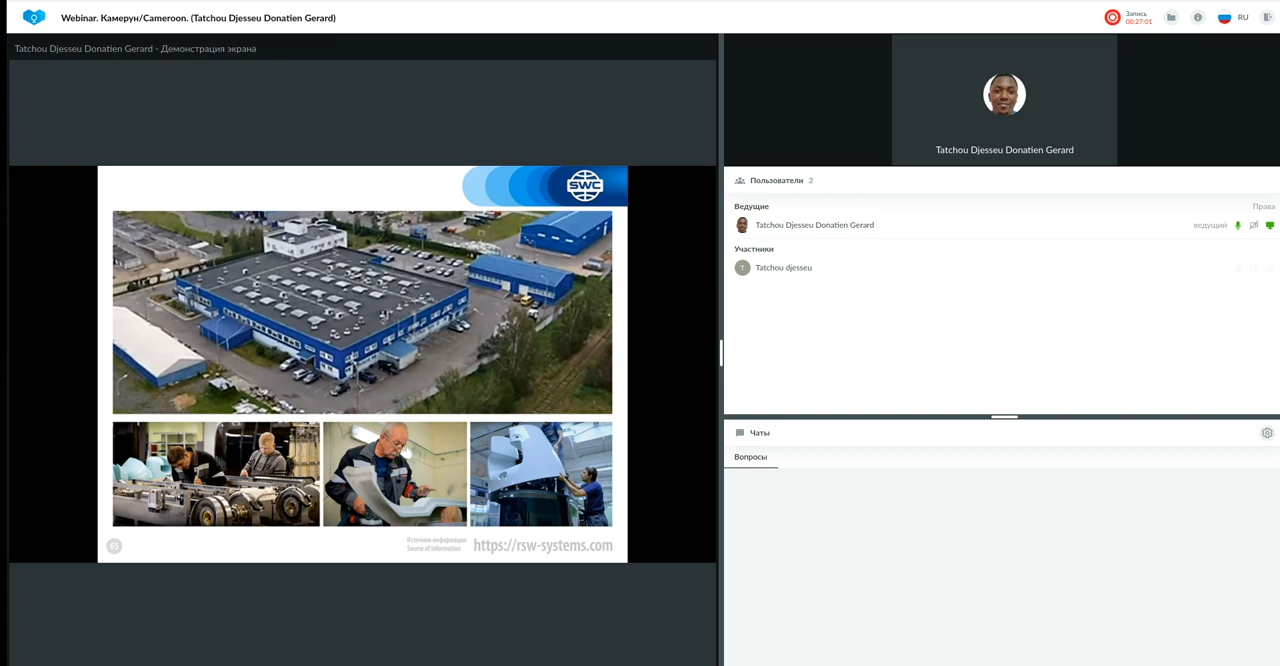 Webinar. Камерун/Cameroon. (Tatchou Djesseu Donatien Gerard)
Запись
00:27:01
RU
Tatchou Djesseu Donatien Gerard - Демонстрация экрана
Tatchou Djesseu Donatien Gerard
Пользователи 2
Ведущие Права
Tatchou Djesseu Donatien Gerard ведущий
Участники
T Tatchou djesseu
SWC
65
Источник информации
Source of information
https://rsw-systems.com
Чаты
Вопросы